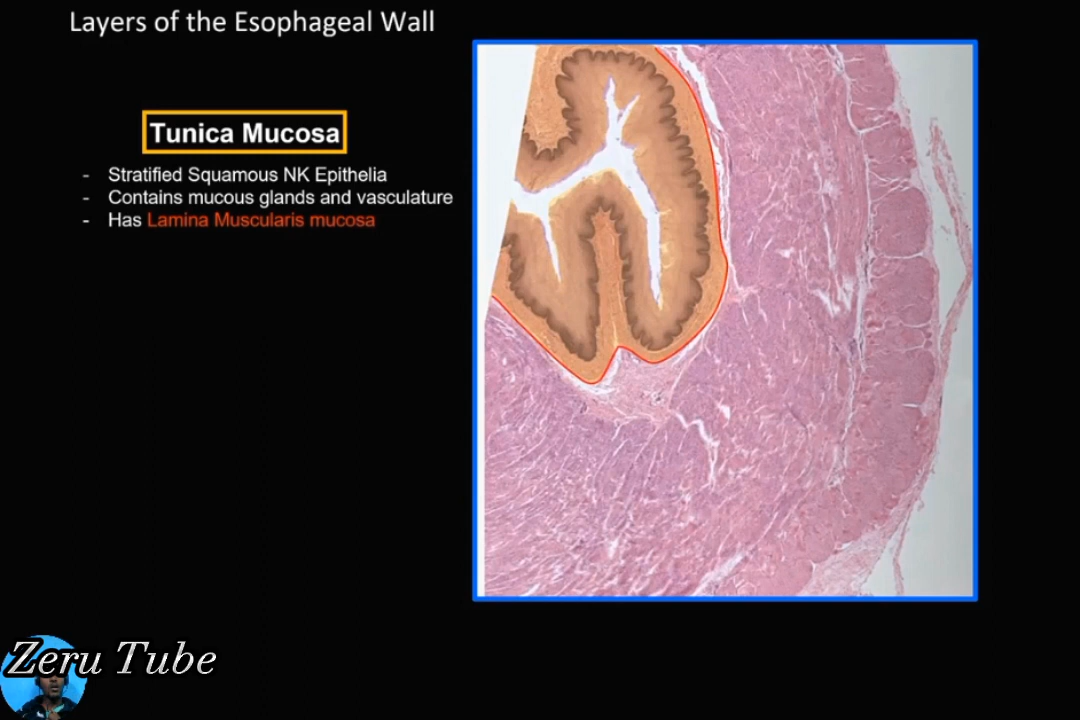 Layers of the Esophageal Wall
Tunica Mucosa
- Stratified Squamous NK Epithelia
- Contains mucous glands and vasculature
- Has Lamina Muscularis mucosa
Zeru Tube